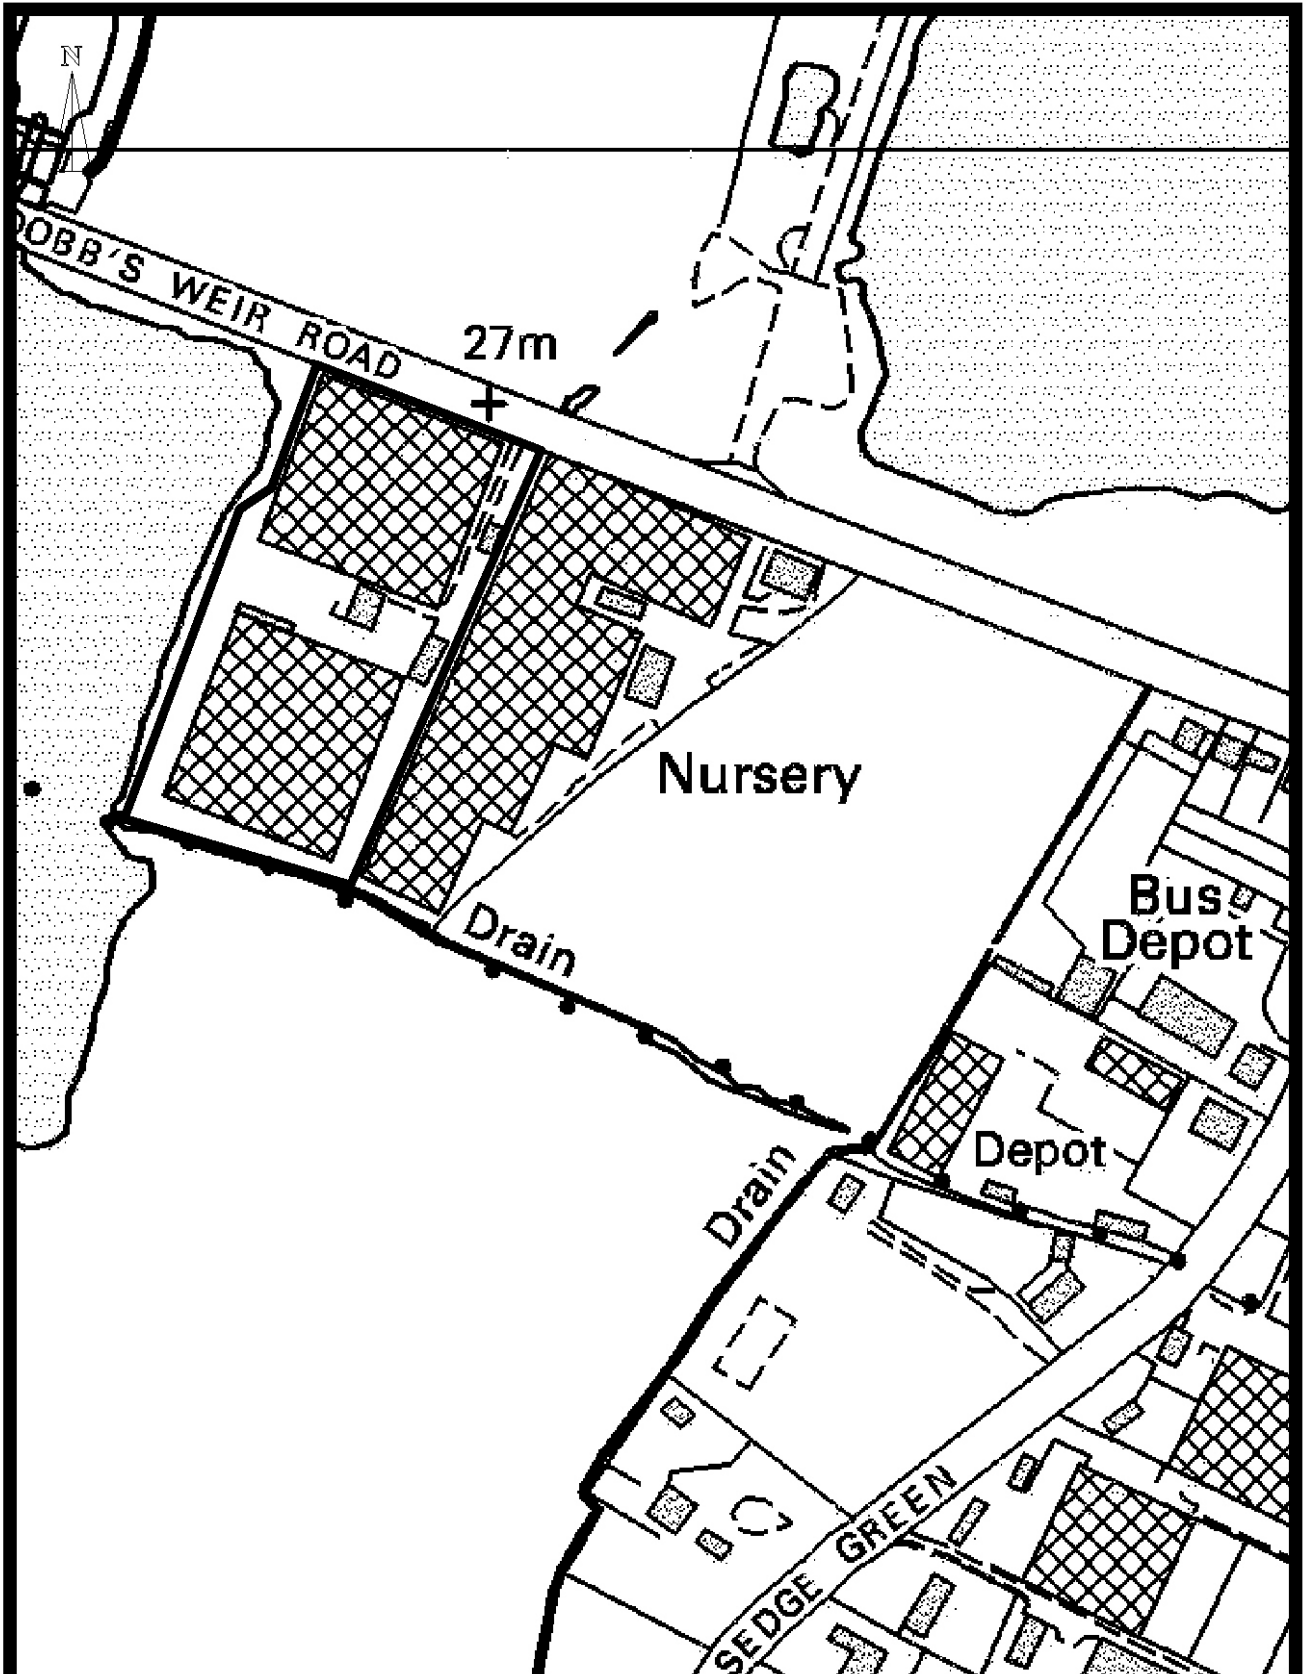 N
DOBB'S WEIR ROAD
27m
Nursery
Bus
Depot
Drain
Depot
Drain
SEDGE GREEN